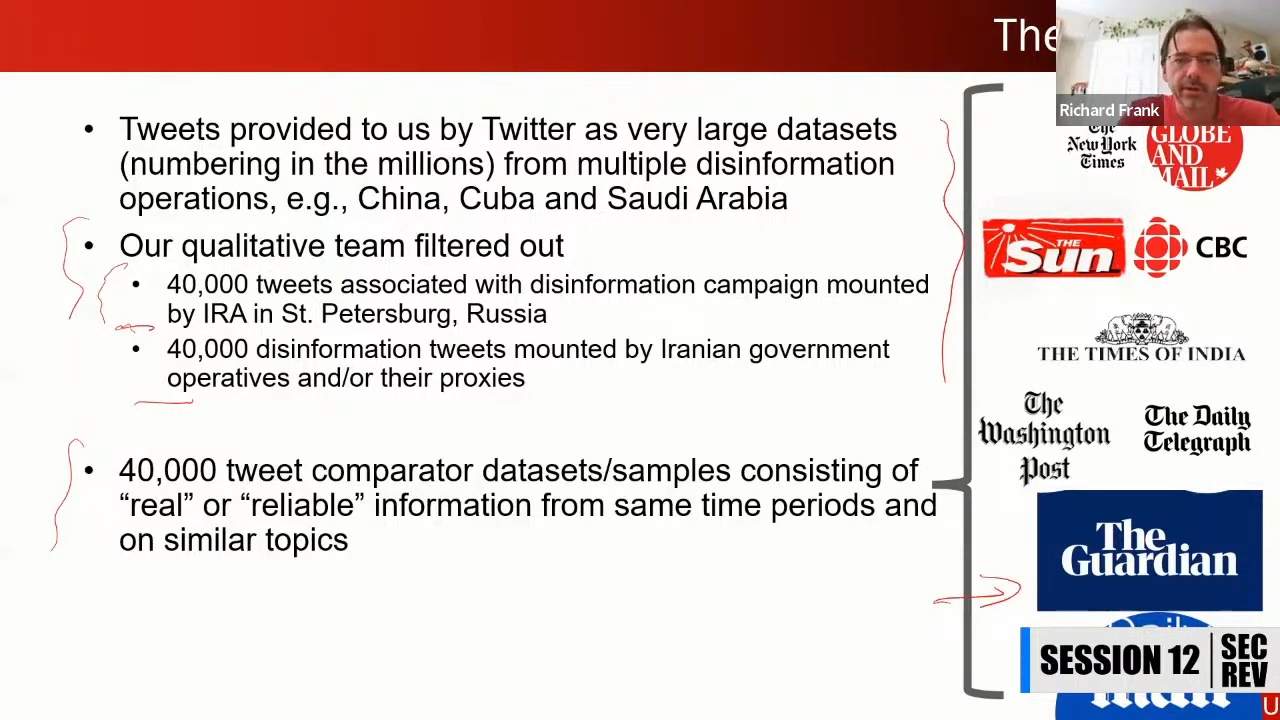 The
Richard Frank
• Tweets provided to us by Twitter as very large datasets
(numbering in the millions) from multiple disinformation
operations, e.g., China, Cuba and Saudi Arabia
• Our qualitative team filtered out
• 40,000 tweets associated with disinformation campaign mounted
by IRA in St. Petersburg, Russia
• 40,000 disinformation tweets mounted by Iranian government
operatives and/or their proxies
• 40,000 tweet comparator datasets/samples consisting of
“real” or “reliable” information from same time periods and
on similar topics
The
New York
Times
GLOBE
AND
MAIL
THE
Sun
CBC
THE TIMES OF INDIA
The
Washington
Post
The Daily
Telegraph
The
Guardian
SESSION 12
SEC
REV
U